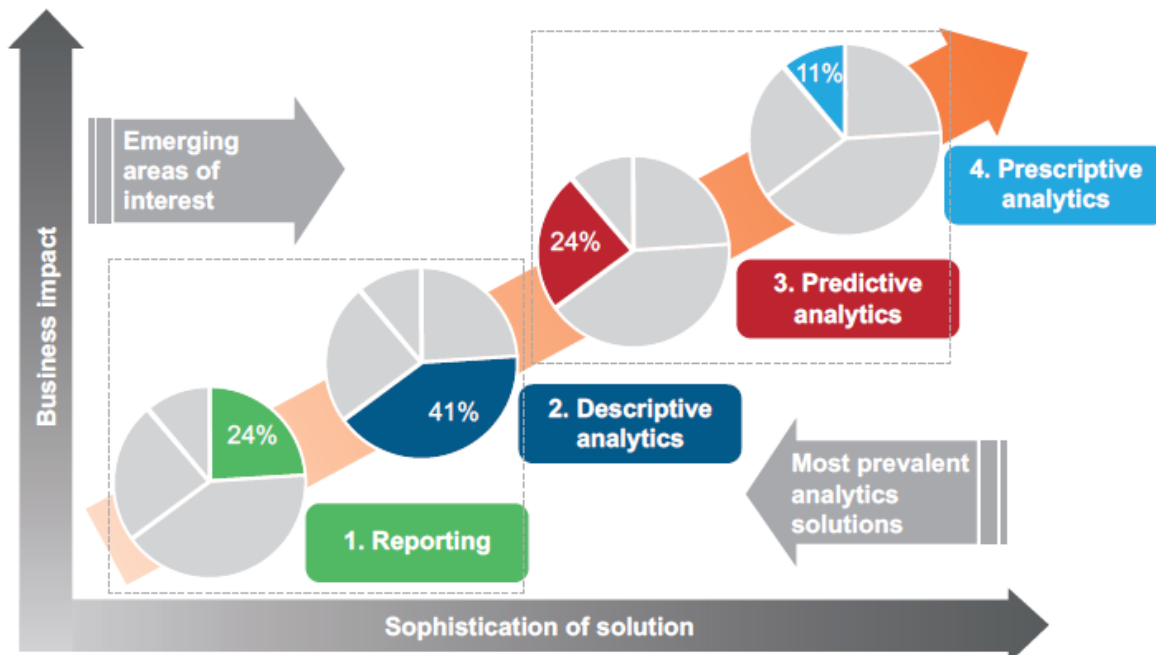 11%
Emerging
areas of
interest
4. Prescriptive
analytics
24%
3. Predictive
analytics
Business impact
41%
2. Descriptive
analytics
24%
Most prevalent
analytics
solutions
1. Reporting
Sophistication of solution